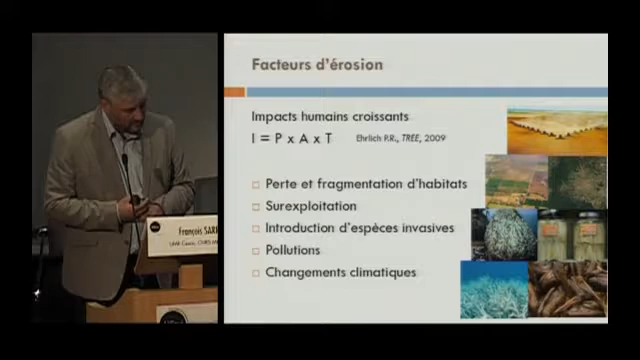 Facteurs d'érosion
Impacts humains croissants
I = P x A x T
Ehrlich P.R., TREE, 2009
Perte et fragmentation d'habitats
Surexploitation
Introduction d'espèces invasives
Pollutions
Changements climatiques
François SAR